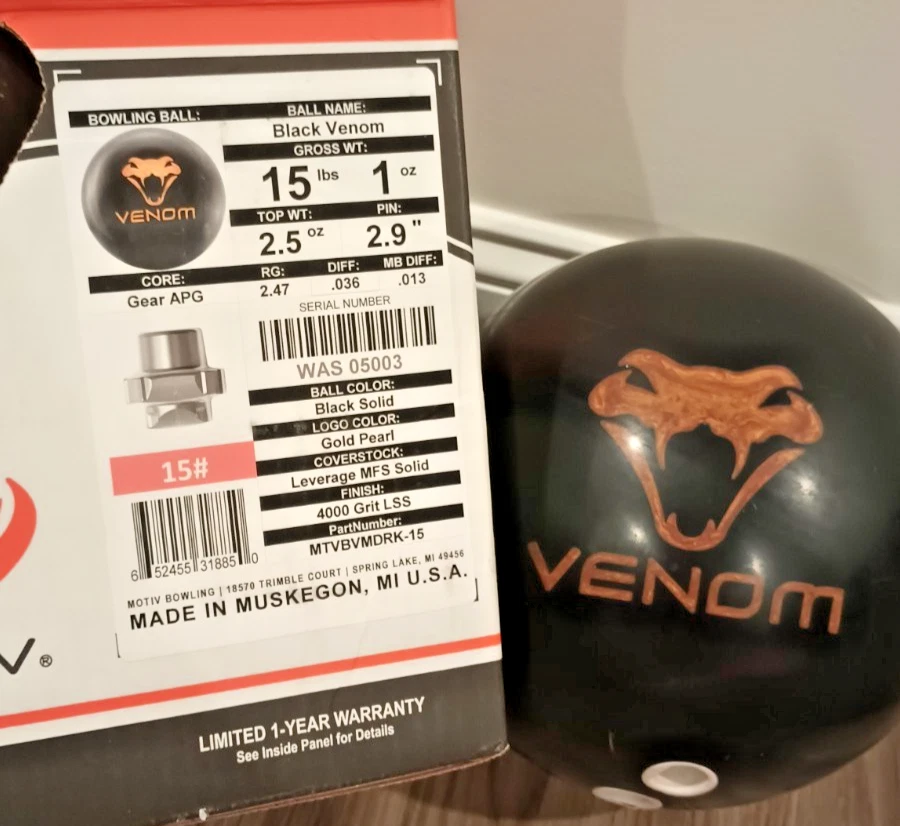 BOWLING BALL:
BALL NAME:
Black Venom
GROSS WT:
15 lbs 1 oz
TOP WT: PIN:
2.5 oz 2.9"
VENOM
CORE: RG: DIFF: MB DIFF:
Gear APG 2.47 .036 .013
SERIAL NUMBER
WAS 05003
BALL COLOR:
Black Solid
LOGO COLOR:
Gold Pearl
COVERSTOCK:
Leverage MFS Solid
FINISH:
4000 Grit LSS
PartNumber:
MTVBVMDRK-15
15#
6 52455 31885 0
MOTIV BOWLING | 18570 TRIMBLE COURT | SPRING LAKE, MI 49456
MADE IN MUSKEGON, MI U.S.A.
V®
LIMITED 1-YEAR WARRANTY
See Inside Panel for Details
VENOM